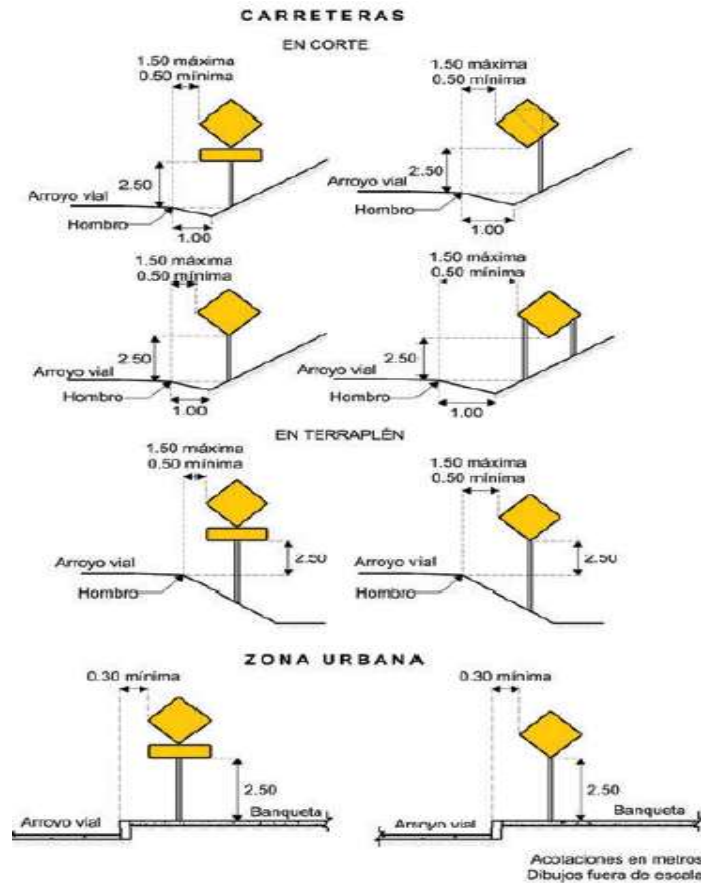 CARRETERAS
EN CORTE
1.50 máxima
0.50 mínima
2.50
Arroyo vial
Hombro
1.00
1.50 máxima
0.50 mínima
2.50
Arroyo vial
Hombro
1.00
1.50 máxima
0.50 mínima
2.50
Arroyo vial
Hombro
1.00
1.50 máxima
0.50 mínima
2.50
Arroyo vial
Hombro
1.00
EN TERRAPLÉN
1.50 máxima
0.50 mínima
2.50
Arroyo vial
Hombro
1.50 máxima
0.50 mínima
2.50
Arroyo vial
Hombro
ZONA URBANA
0.30 mínima
2.50
Arroyo vial
Banqueta
0.30 mínima
2.50
Arroyo vial
Banqueta
Acotaciones en metros
Dibujos fuera de escala